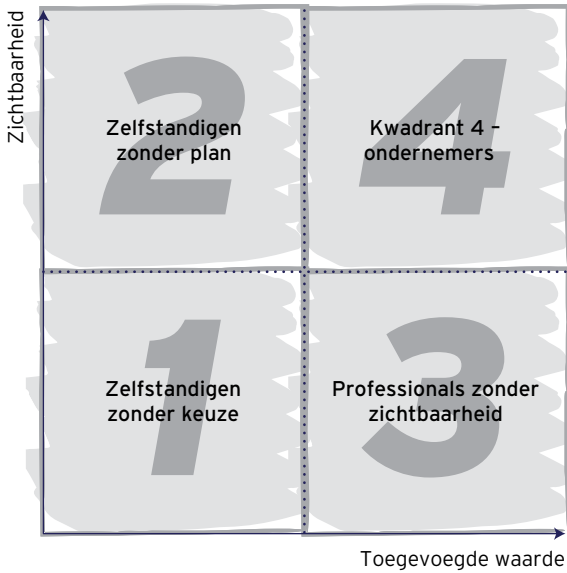 Zichtbaarheid
2
Zelfstandigen
zonder plan
4
Kwadrant 4 –
ondernemers
1
Zelfstandigen
zonder keuze
3
Professionals zonder
zichtbaarheid
Toegevoegde waarde